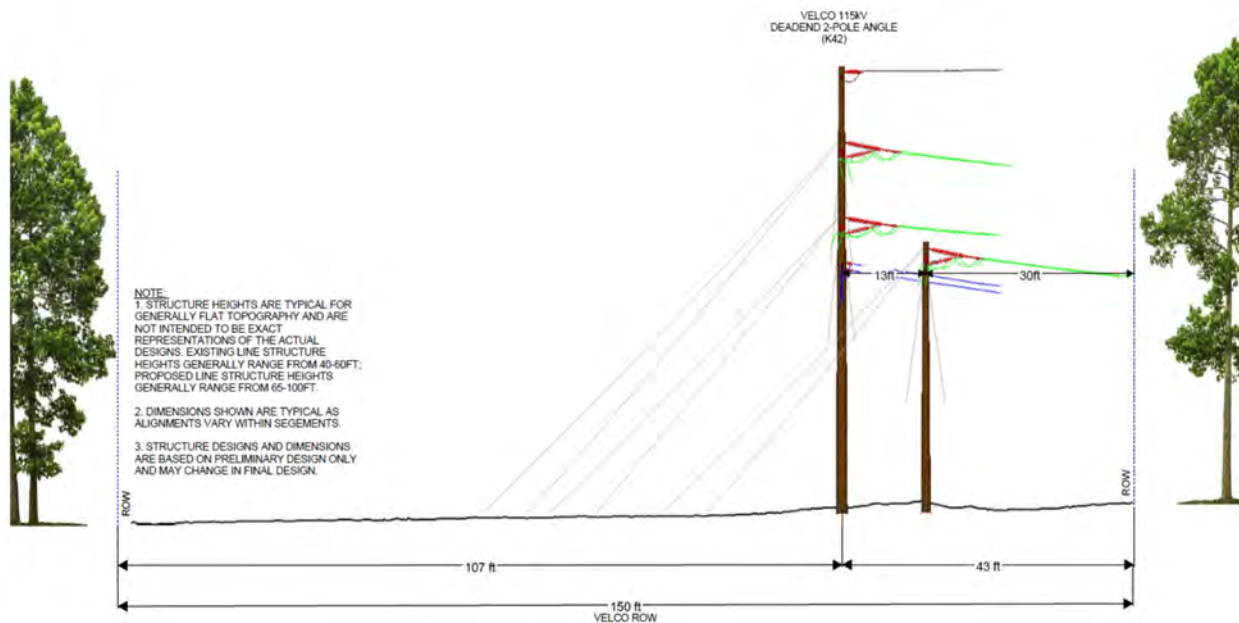 VELCO 115kV
DEADEND 2-POLE ANGLE
(K42)
13ft
30ft
NOTE:
1. STRUCTURE HEIGHTS ARE TYPICAL FOR
GENERALLY FLAT TOPOGRAPHY AND ARE
NOT INTENDED TO BE EXACT
REPRESENTATIONS OF THE ACTUAL
DESIGNS. EXISTING LINE STRUCTURE
HEIGHTS GENERALLY RANGE FROM 40-60FT;
PROPOSED LINE STRUCTURE HEIGHTS
GENERALLY RANGE FROM 65-100FT.
2. DIMENSIONS SHOWN ARE TYPICAL AS
ALIGNMENTS VARY WITHIN SEGEMENTS.
3. STRUCTURE DESIGNS AND DIMENSIONS
ARE BASED ON PRELIMINARY DESIGN ONLY
AND MAY CHANGE IN FINAL DESIGN.
ROW
ROW
107 ft
43 ft
150 ft
VELCO ROW